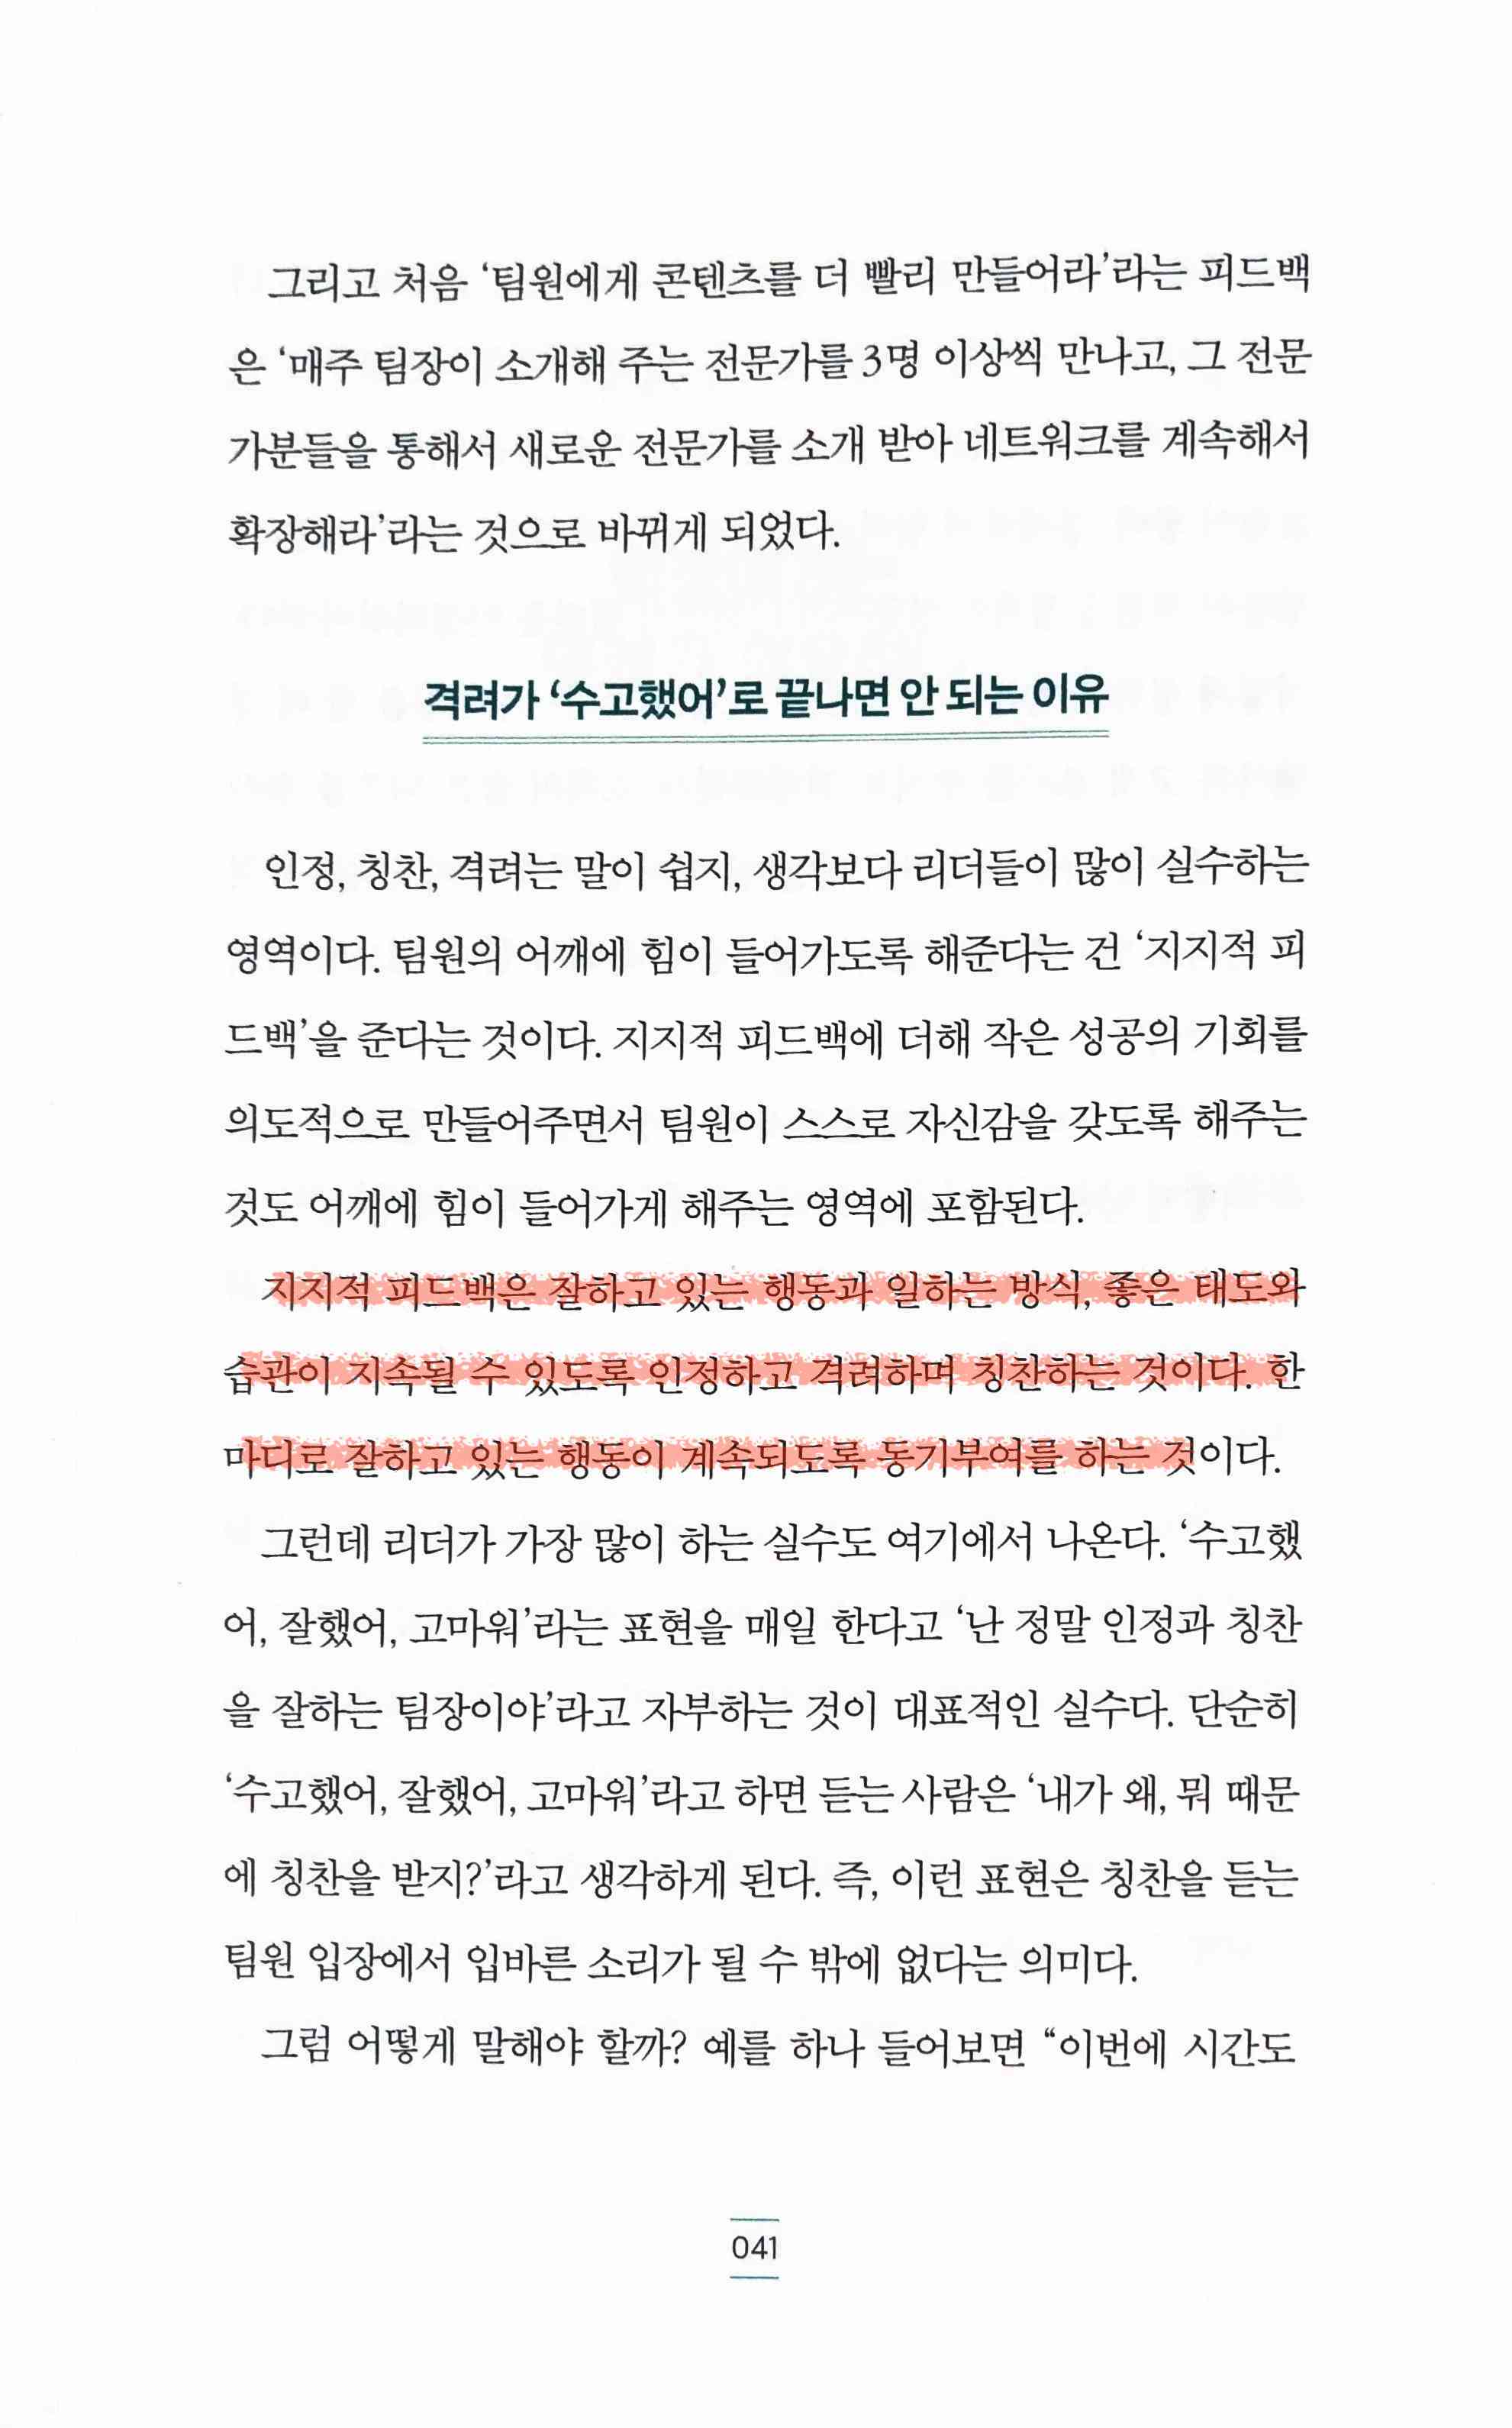 그리고 처음 ‘팀원에게 콘텐츠를 더 빨리 만들어라’라는 피드백
은 ‘매주 팀장이 소개해 주는 전문가를 3명 이상씩 만나고, 그 전문
가분들을 통해서 새로운 전문가를 소개 받아 네트워크를 계속해서
확장해라’라는 것으로 바뀌게 되었다.
격려가 ‘수고했어’로 끝나면 안 되는 이유
인정, 칭찬, 격려는 말이 쉽지, 생각보다 리더들이 많이 실수하는
영역이다. 팀원의 어깨에 힘이 들어가도록 해준다는 건 ‘지지적 피
드백’을 준다는 것이다. 지지적 피드백에 더해 작은 성공의 기회를
의도적으로 만들어주면서 팀원이 스스로 자신감을 갖도록 해주는
것도 어깨에 힘이 들어가게 해주는 영역에 포함된다.
지지적 피드백은 잘하고 있는 행동과 일하는 방식, 좋은 태도와
습관이 지속될 수 있도록 인정하고 격려하며 칭찬하는 것이다. 한
마디로 잘하고 있는 행동이 계속되도록 동기부여를 하는 것이다.
그런데 리더가 가장 많이 하는 실수도 여기에서 나온다. ‘수고했
어, 잘했어, 고마워’라는 표현을 매일 한다고 ‘난 정말 인정과 칭찬
을 잘하는 팀장이야’라고 자부하는 것이 대표적인 실수다. 단순히
‘수고했어, 잘했어, 고마워’라고 하면 듣는 사람은 ‘내가 왜, 뭐 때문
에 칭찬을 받지?’라고 생각하게 된다. 즉, 이런 표현은 칭찬을 듣는
팀원 입장에서 입바른 소리가 될 수 밖에 없다는 의미다.
그럼 어떻게 말해야 할까? 예를 하나 들어보면 “이번에 시간도
041